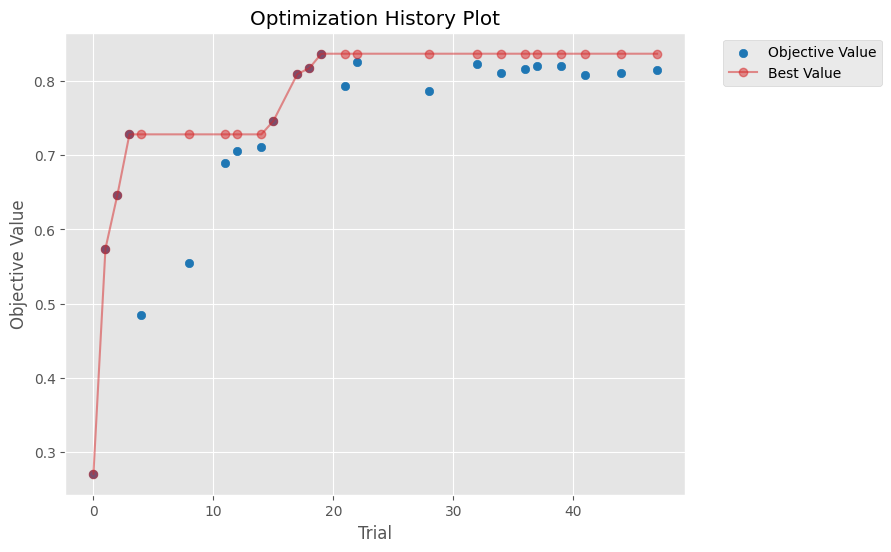 Optimization History Plot
Objective Value
Best Value
0.8
0.7
0.6
0.5
0.4
0.3
Objective Value
0 10 20 30 40
Trial